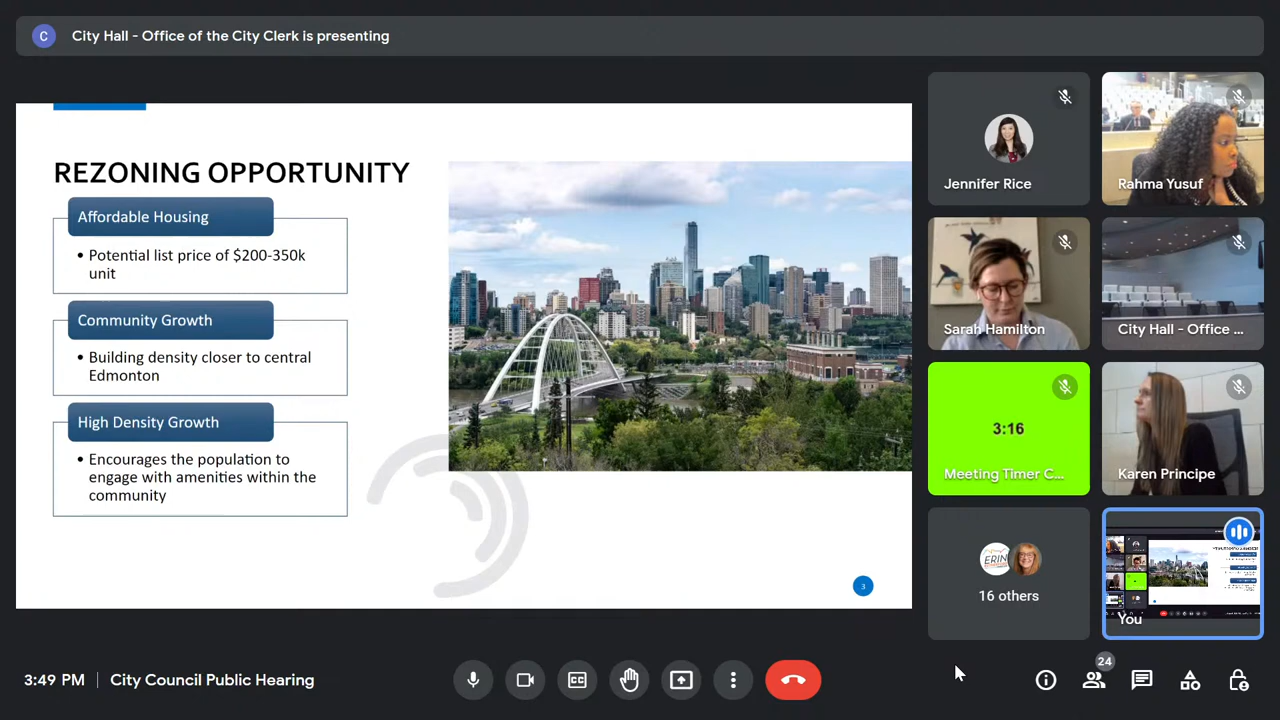 C
City Hall - Office of the City Clerk is presenting
REZONING OPPORTUNITY
Affordable Housing
• Potential list price of $200-350k
unit
Community Growth
• Building density closer to central
Edmonton
High Density Growth
• Encourages the population to
engage with amenities within the
community
3
Jennifer Rice
Rahma Yusuf
Sarah Hamilton
City Hall - Office ...
3:16
Meeting Timer C...
Karen Principe
ERIN
16 others
You
3:49 PM | City Council Public Hearing
CC
24